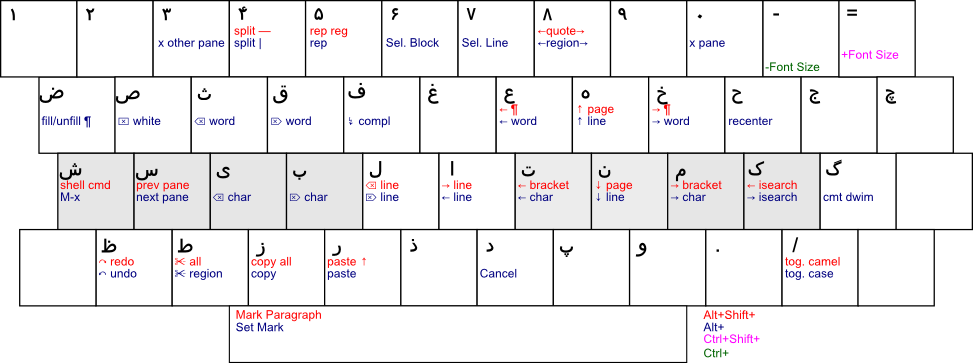 ۱
۲
۳
x other pane
۴
split —
split |
۵
rep reg
rep
۶
Sel. Block
۷
Sel. Line
۸
←quote→
←region→
۹
۰
x pane
-
-Font Size
=
+Font Size
ض
fill/unfill ¶
ص
⌧ white
ث
⌫ word
ق
⌦ word
ف
↯ compl
غ
ع
← ¶
← word
ه
↑ page
↑ line
خ
→ ¶
→ word
ح
recenter
ج
چ
ش
shell cmd
M-x
س
prev pane
next pane
ی
⌫ char
ب
⌦ char
ل
⌫ line
⌦ line
ا
→ line
← line
ت
← bracket
← char
ن
↓ page
↓ line
م
→ bracket
→ char
ک
← isearch
→ isearch
گ
cmt dwim
ظ
↷ redo
↶ undo
ط
✂ all
✂ region
ز
copy all
copy
ر
paste ↑
paste
ذ
د
Cancel
پ
و
.
/
tog. camel
tog. case
Mark Paragraph
Set Mark
Alt+Shift+
Alt+
Ctrl+Shift+
Ctrl+